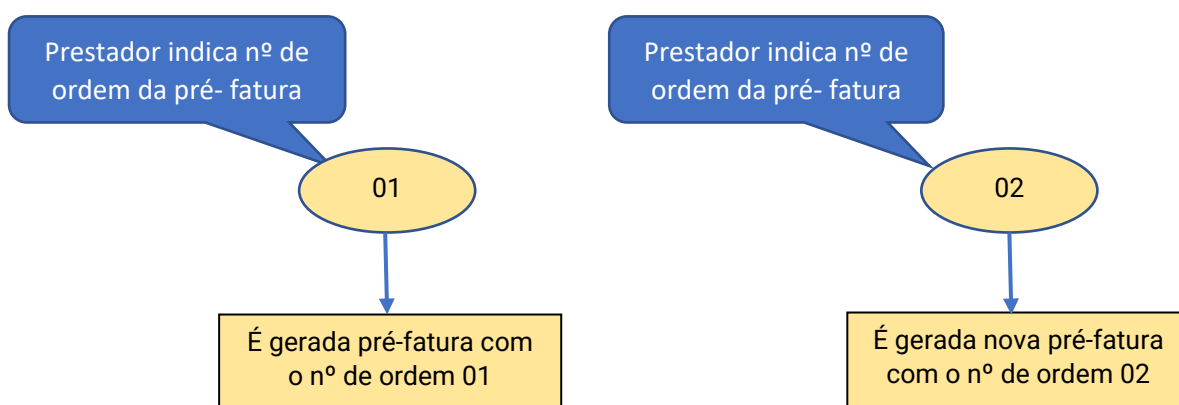 Prestador indica nº de
ordem da pré- fatura
01
É gerada pré-fatura com
o nº de ordem 01
Prestador indica nº de
ordem da pré- fatura
02
É gerada nova pré-fatura
com o nº de ordem 02